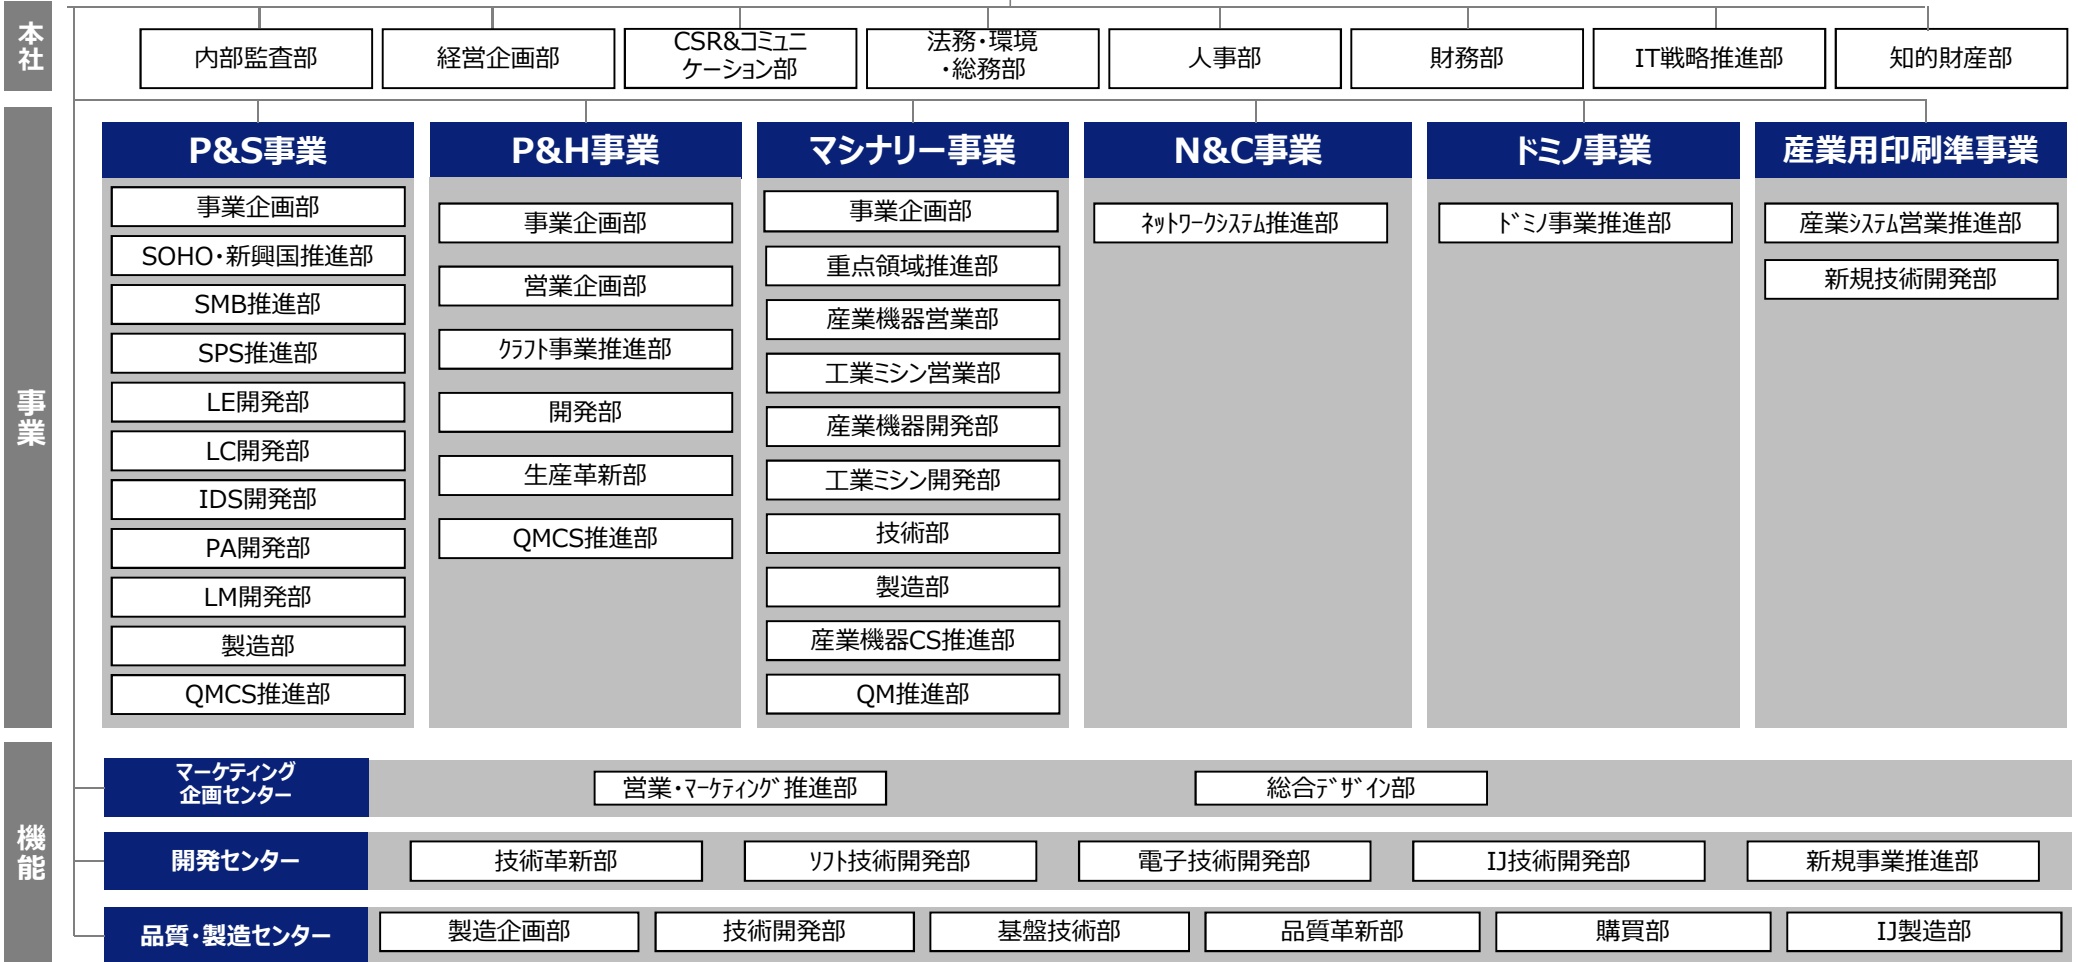 本社
内部監査部
経営企画部
CSR&コミュニ
ケーション部
法務・環境
・総務部
人事部
財務部
IT戦略推進部
知的財産部
事業
P&S事業
事業企画部
SOHO・新興国推進部
SMB推進部
SPS推進部
LE開発部
LC開発部
IDS開発部
PA開発部
LM開発部
製造部
QMCS推進部
P&H事業
事業企画部
営業企画部
クラフト事業推進部
開発部
生産革新部
QMCS推進部
マシナリー事業
事業企画部
重点領域推進部
産業機器営業部
工業ミシン営業部
産業機器開発部
工業ミシン開発部
技術部
製造部
産業機器CS推進部
QM推進部
N&C事業
ネットワークシステム推進部
ドミノ事業
ドミノ事業推進部
産業用印刷準事業
産業システム営業推進部
新規技術開発部
機能
マーケティング
企画センター
営業・マーケティング推進部
総合デザイン部
開発センター
技術革新部
ソフト技術開発部
電子技術開発部
IJ技術開発部
新規事業推進部
品質・製造センター
製造企画部
技術開発部
基盤技術部
品質革新部
購買部
IJ製造部